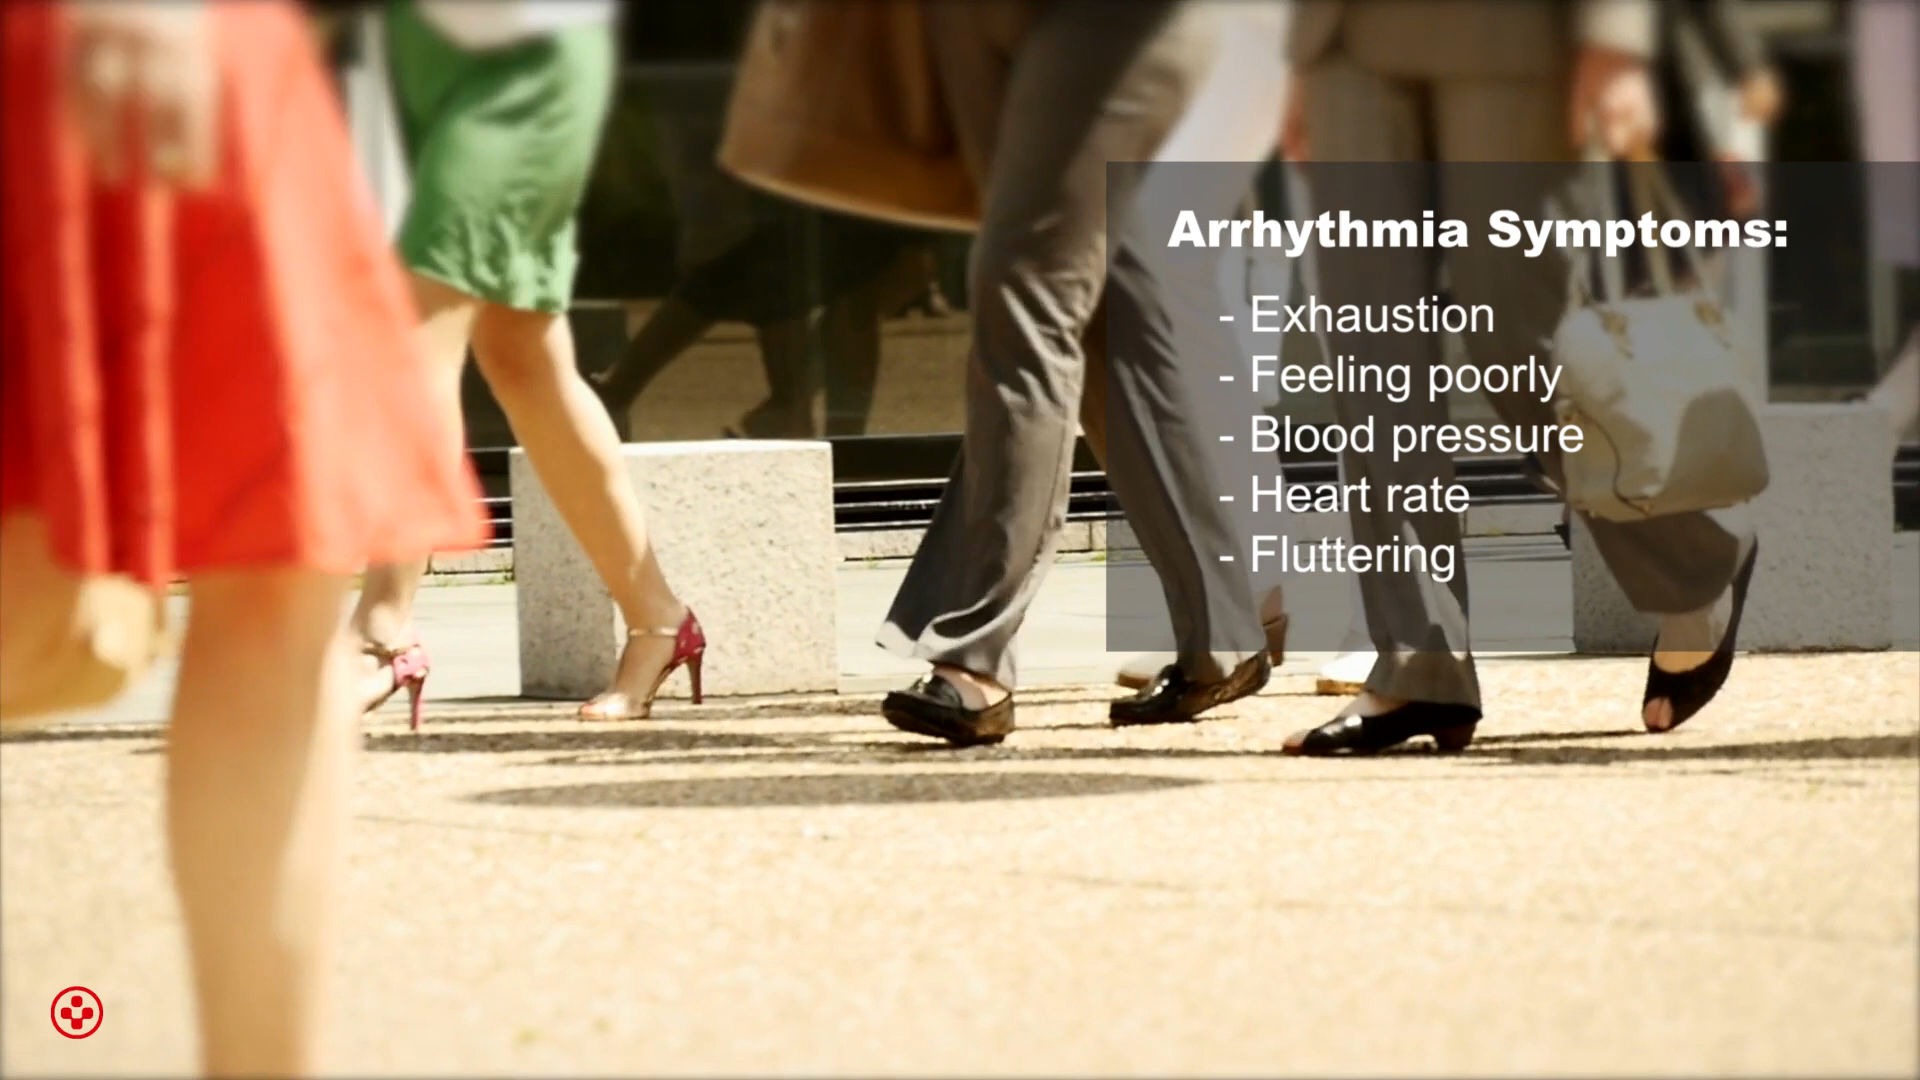 Arrhythmia Symptoms:
- Exhaustion
- Feeling poorly
- Blood pressure
- Heart rate
- Fluttering